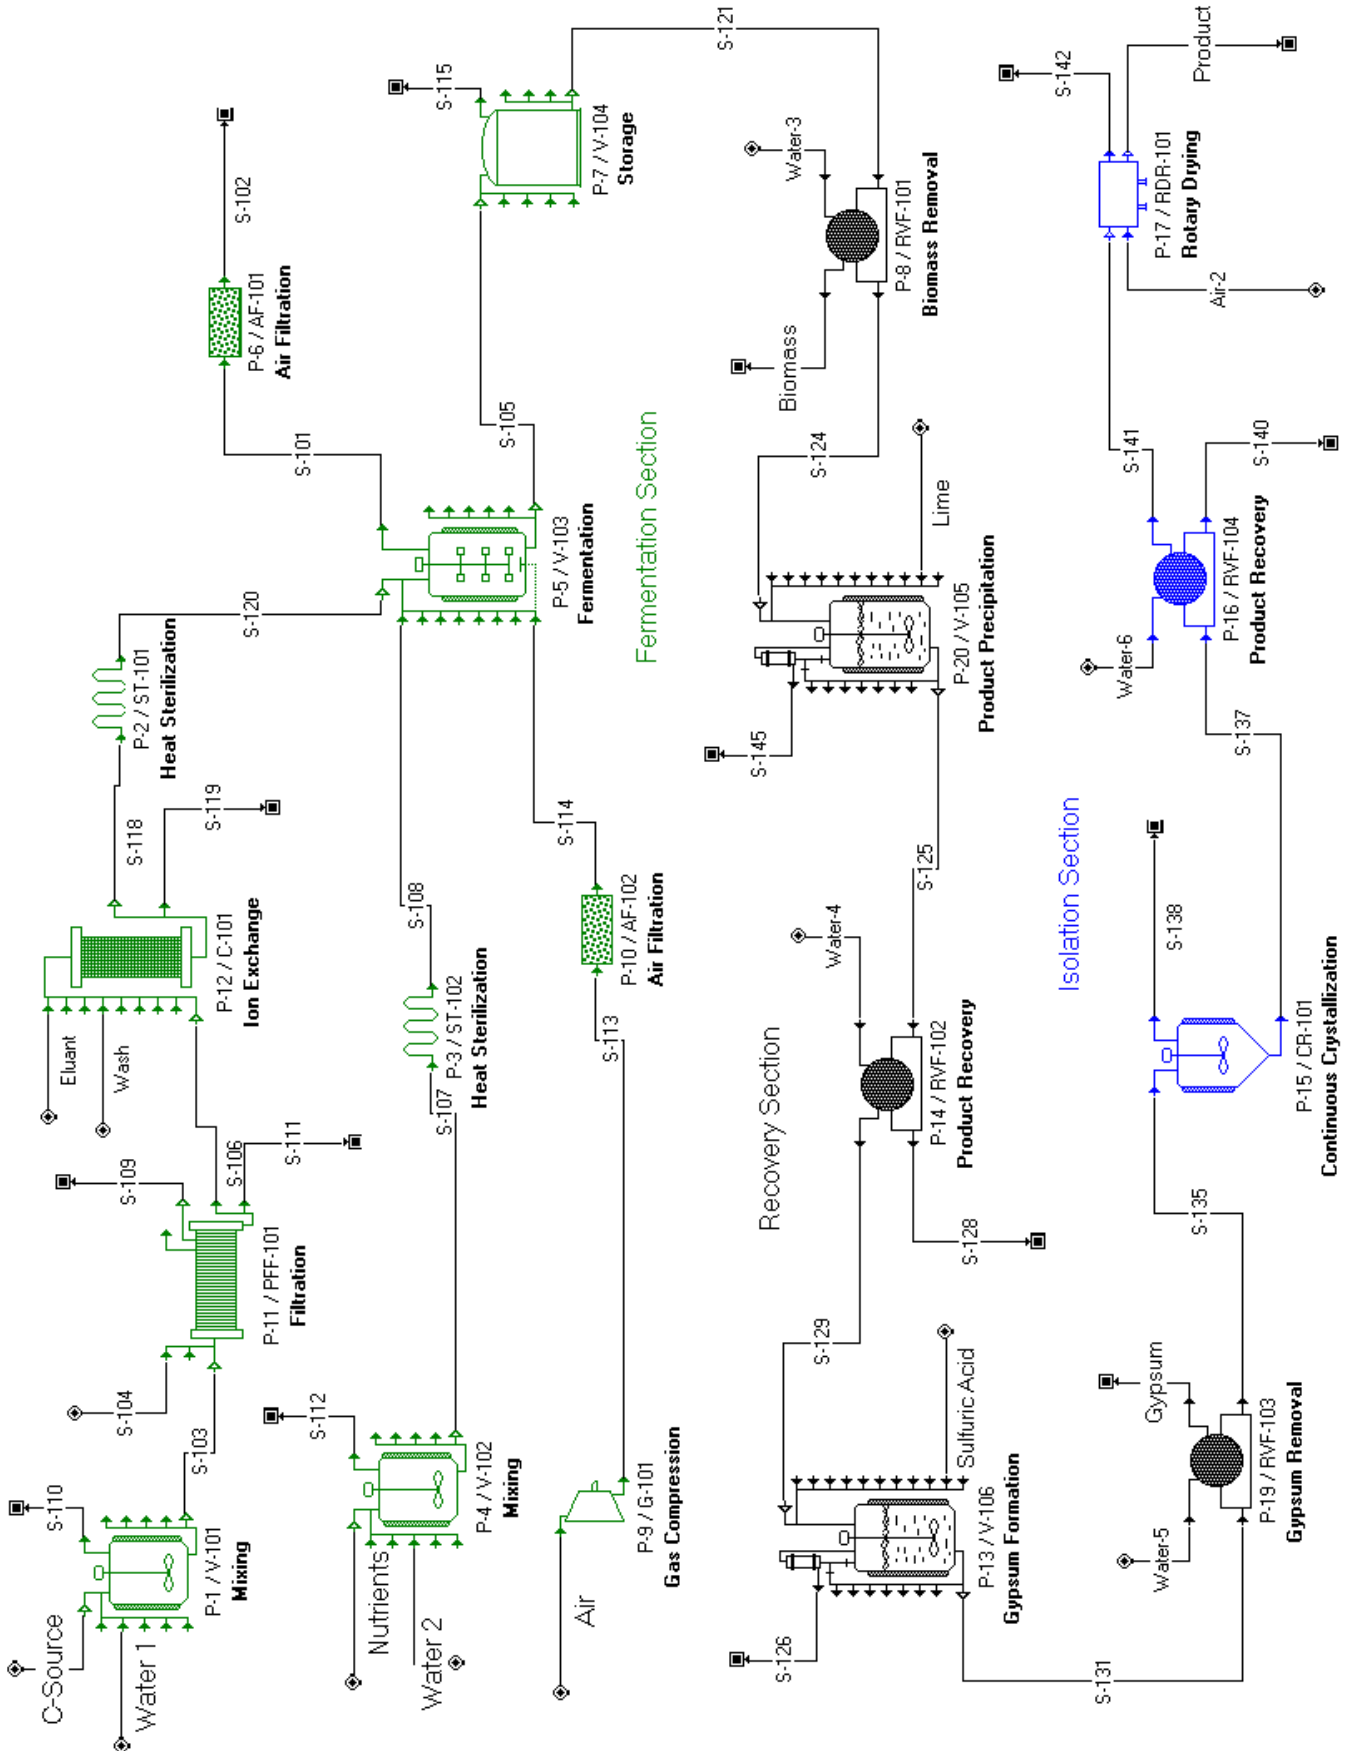 C-Source
Water 1
S-110
P-1 / V-101
Mixing
S-103
S-104
P-11 / PFF-101
Filtration
S-109
S-106
S-111
Eluant
Wash
P-12 / C-101
Ion Exchange
S-118
S-119
P-2 / ST-101
Heat Sterilization
S-120
S-101
P-6 / AF-101
Air Filtration
S-102
Nutrients
Water 2
S-112
P-4 / V-102
Mixing
S-107
P-3 / ST-102
Heat Sterilization
S-108
P-5 / V-103
Fermentation
S-105
P-7 / V-104
Storage
S-115
S-121
Air
P-9 / G-101
Gas Compression
S-113
P-10 / AF-102
Air Filtration
S-114
Fermentation Section
Water-3
P-8 / RVF-101
Biomass Removal
Biomass
S-124
Lime
P-20 / V-105
Product Precipitation
S-145
S-125
Water-4
P-14 / RVF-102
Product Recovery
Recovery Section
S-128
S-129
Sulfuric Acid
P-13 / V-106
Gypsum Formation
S-126
S-131
Water-5
Gypsum
P-19 / RVF-103
Gypsum Removal
S-135
P-15 / CR-101
Continuous Crystallization
Isolation Section
S-138
S-137
Water-6
P-16 / RVF-104
Product Recovery
S-140
S-141
Air-2
P-17 / RDR-101
Rotary Drying
S-142
Product